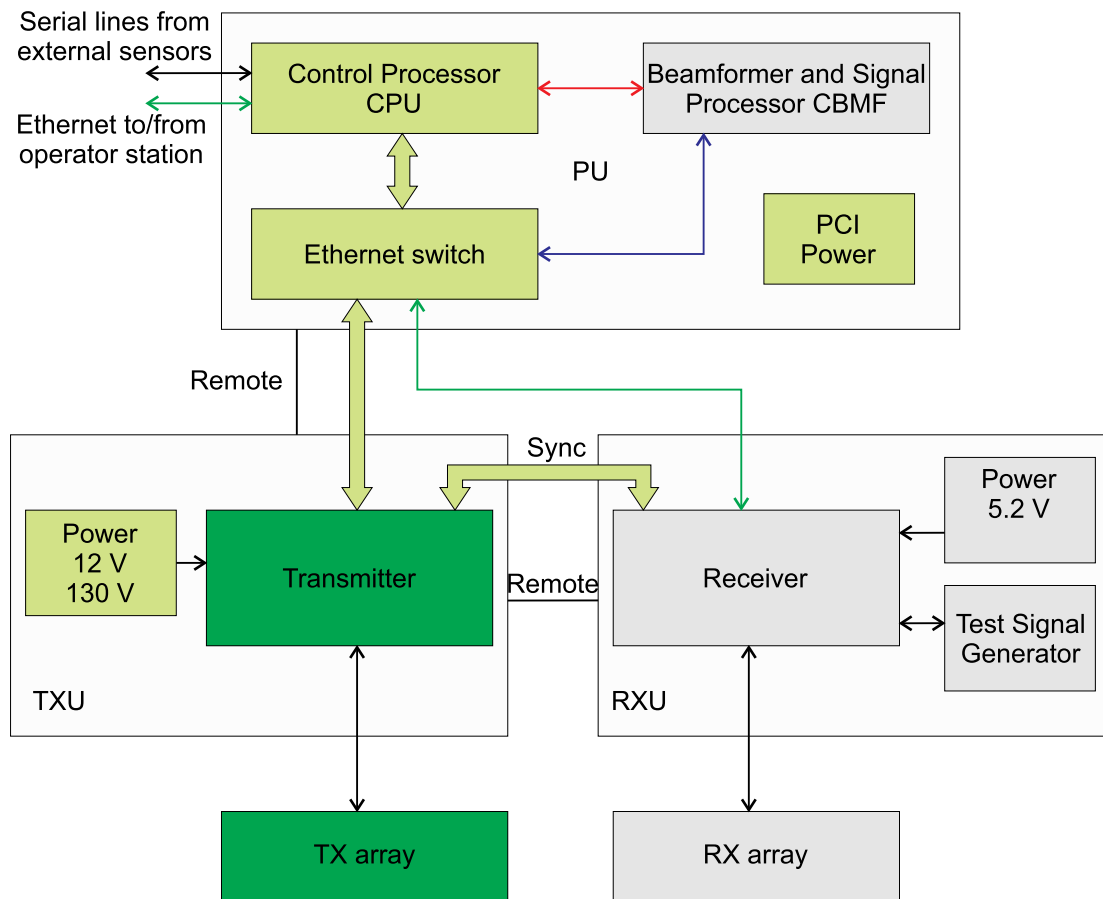 Serial lines from
external sensors
Ethernet to/from
operator station
Control Processor
CPU
Beamformer and Signal
Processor CBMF
PU
Ethernet switch
PCI
Power
Remote
Sync
TXU
Power
12 V
130 V
Transmitter
Remote
RXU
Receiver
Power
5.2 V
Test Signal
Generator
TX array
RX array